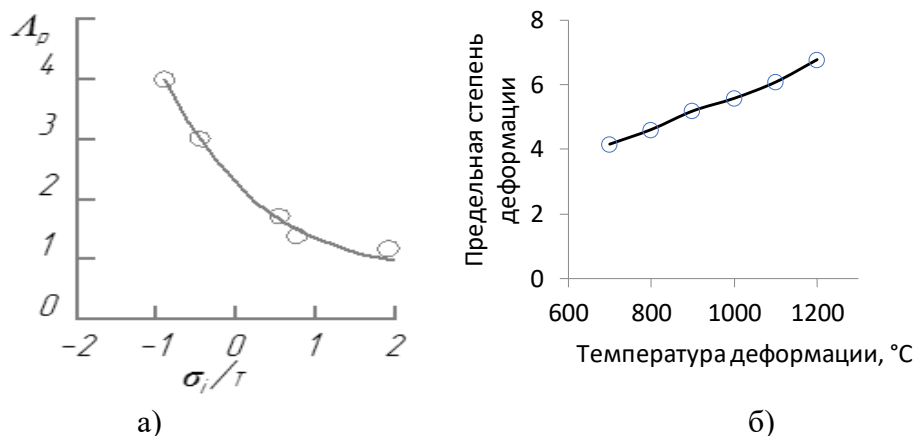 Λp
4
3
2
1
0
−2 −1 0 1 2
σi/T
а)
Предельная степень
деформации
8
6
4
2
0
600 800 1000 1200
Температура деформации, °С
б)